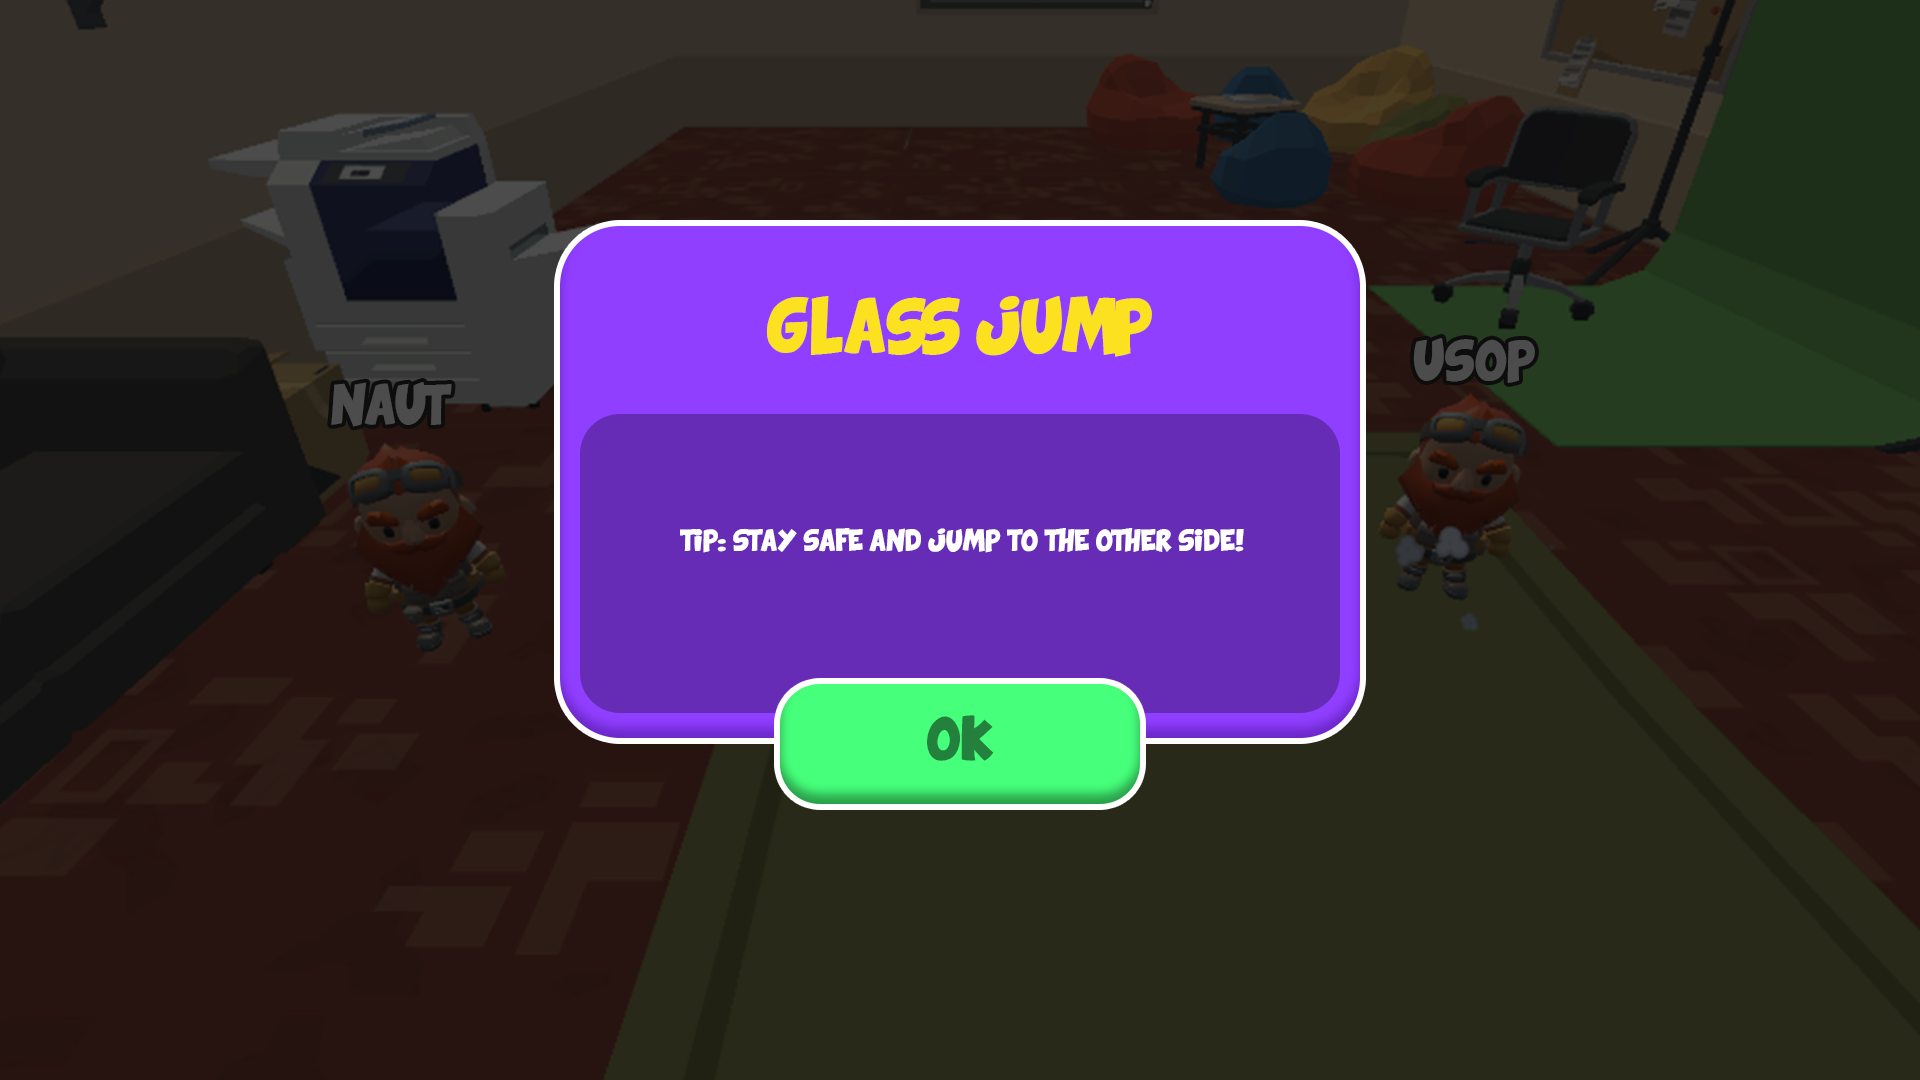 GLASS JUMP
USOP
NAUT
TIP: STAY SAFE AND JUMP TO THE OTHER SIDE!
OK